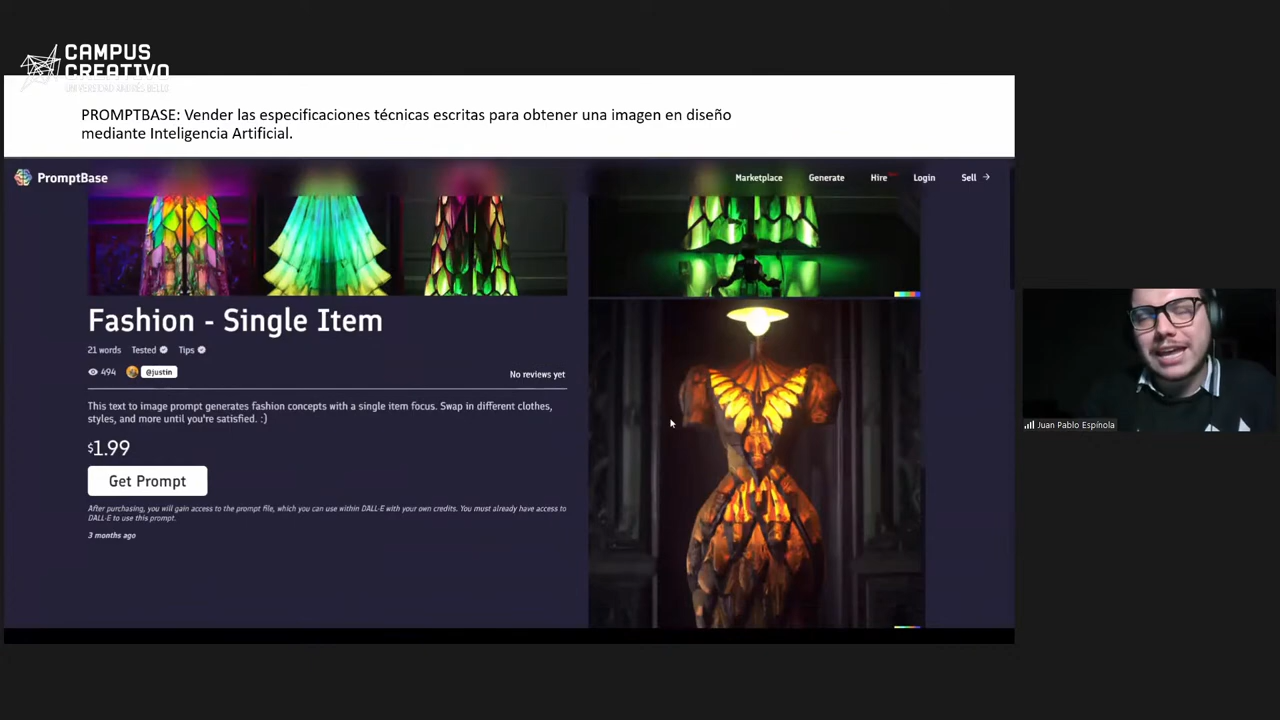 CAMPUS
CREATIVO
UNIVERSIDAD ANDRÉS BELLO
PROMPTBASE: Vender las especificaciones técnicas escritas para obtener una imagen en diseño
mediante Inteligencia Artificial.
PromptBase
Marketplace
Generate
Hire
Login
Sell →
Fashion - Single Item
21 words Tested Tips
494 @justin
No reviews yet
This text to image prompt generates fashion concepts with a single item focus. Swap in different clothes,
styles, and more until you're satisfied. :)
$1.99
Get Prompt
After purchasing, you will gain access to the prompt file, which you can use within DALL·E with your own credits. You must already have access to
DALL·E to use this prompt.
3 months ago
Juan Pablo Espínola